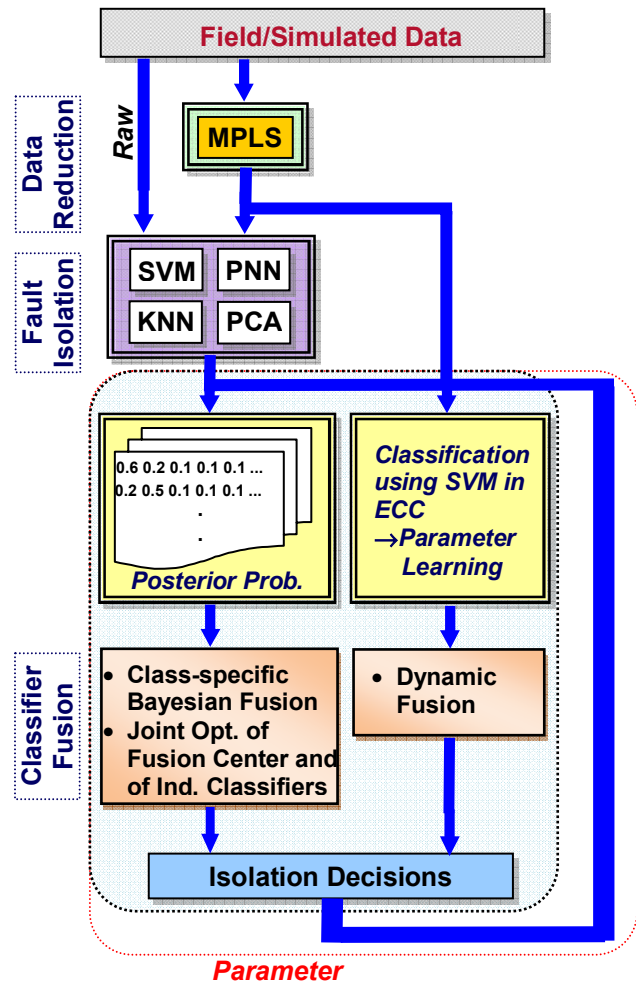 Field/Simulated Data
Raw
MPLS
Data
Reduction
SVM
PNN
KNN
PCA
Fault
Isolation
0.6 0.2 0.1 0.1 0.1 ...
0.2 0.5 0.1 0.1 0.1 ...
.
.
Posterior Prob.
Classification
using SVM in
ECC
→Parameter
Learning
Classifier
Fusion
• Class-specific
Bayesian Fusion
• Joint Opt. of
Fusion Center and
of Ind. Classifiers
• Dynamic
Fusion
Isolation Decisions
Parameter